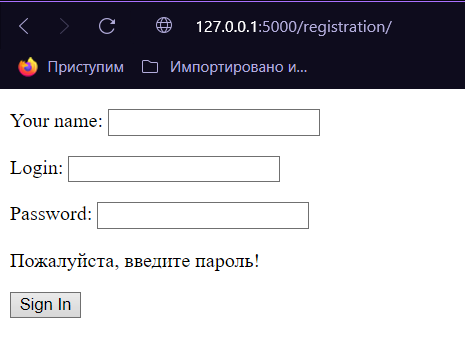 127.0.0.1:5000/registration/
Приступим Импортировано и...
Your name:
Login:
Password:
Пожалуйста, введите пароль!
Sign In